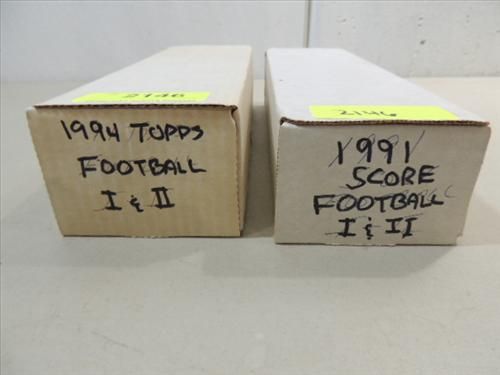 2146
1994 TOPPS
FOOTBALL
I & II
2146
1991
SCORE
FOOTBALL
I & II